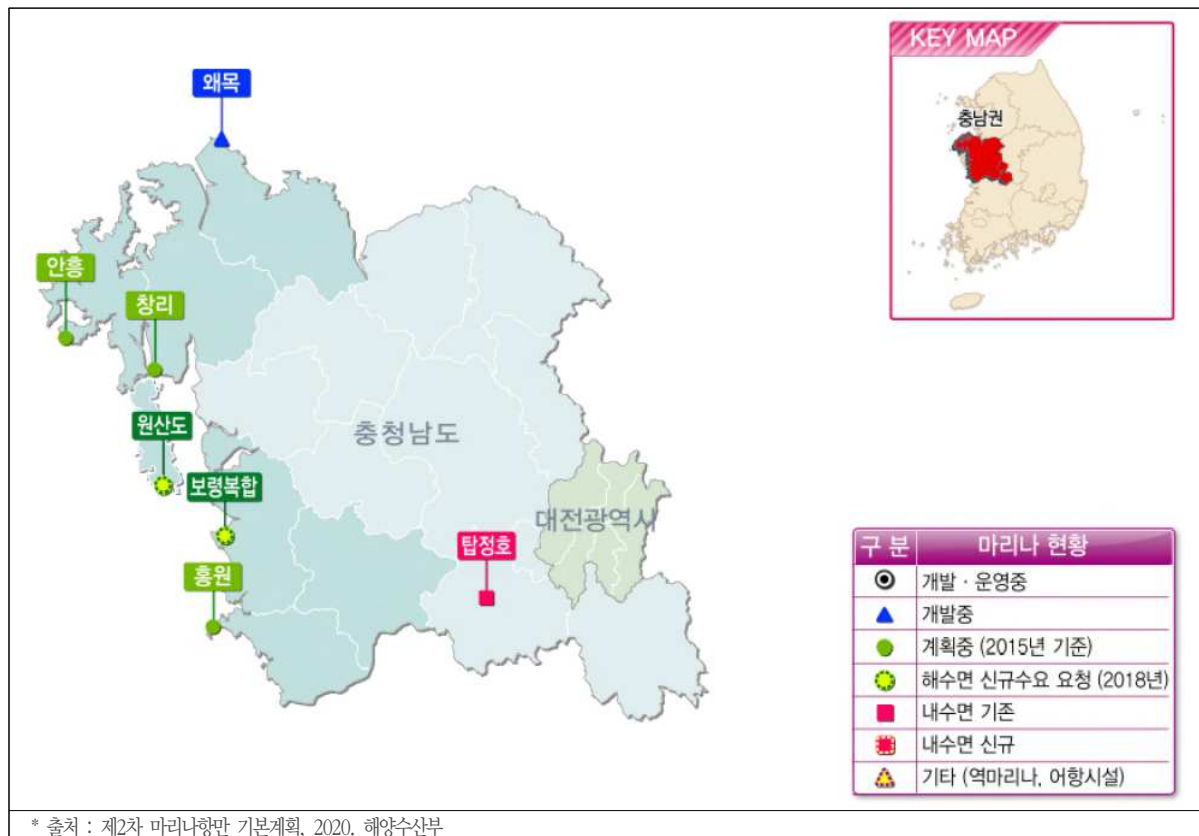 KEY MAP
충남권
왜목
안흥
창리
원산도
보령복합
홍원
탑정호
충청남도
대전광역시
구 분 마리나 현황
개발 · 운영중
개발중
계획중 (2015년 기준)
해수면 신규수요 요청 (2018년)
내수면 기존
내수면 신규
기타 (역마리나, 어항시설)
* 출처 : 제2차 마리나항만 기본계획, 2020. 해양수산부